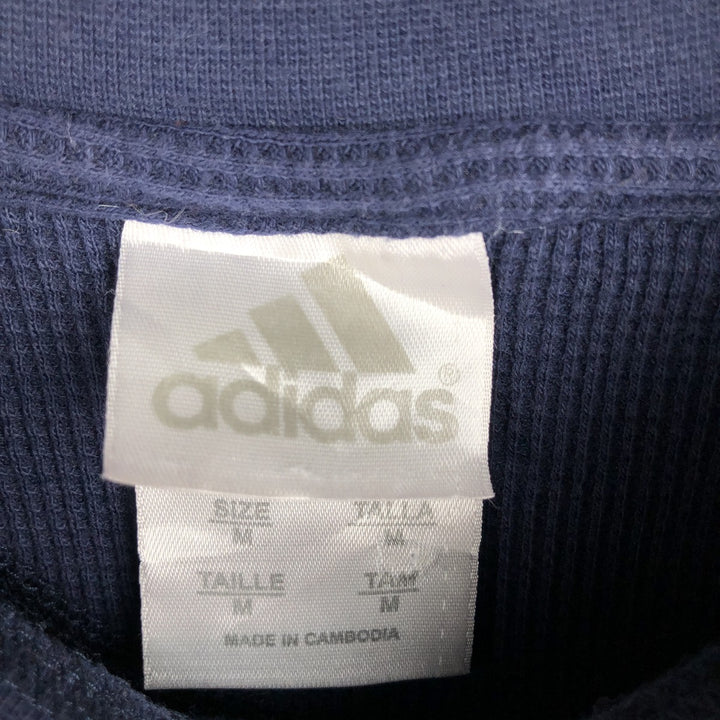 adidas®
SIZE TALLA
M M
TAILLE TAM
M M
MADE IN CAMBODIA